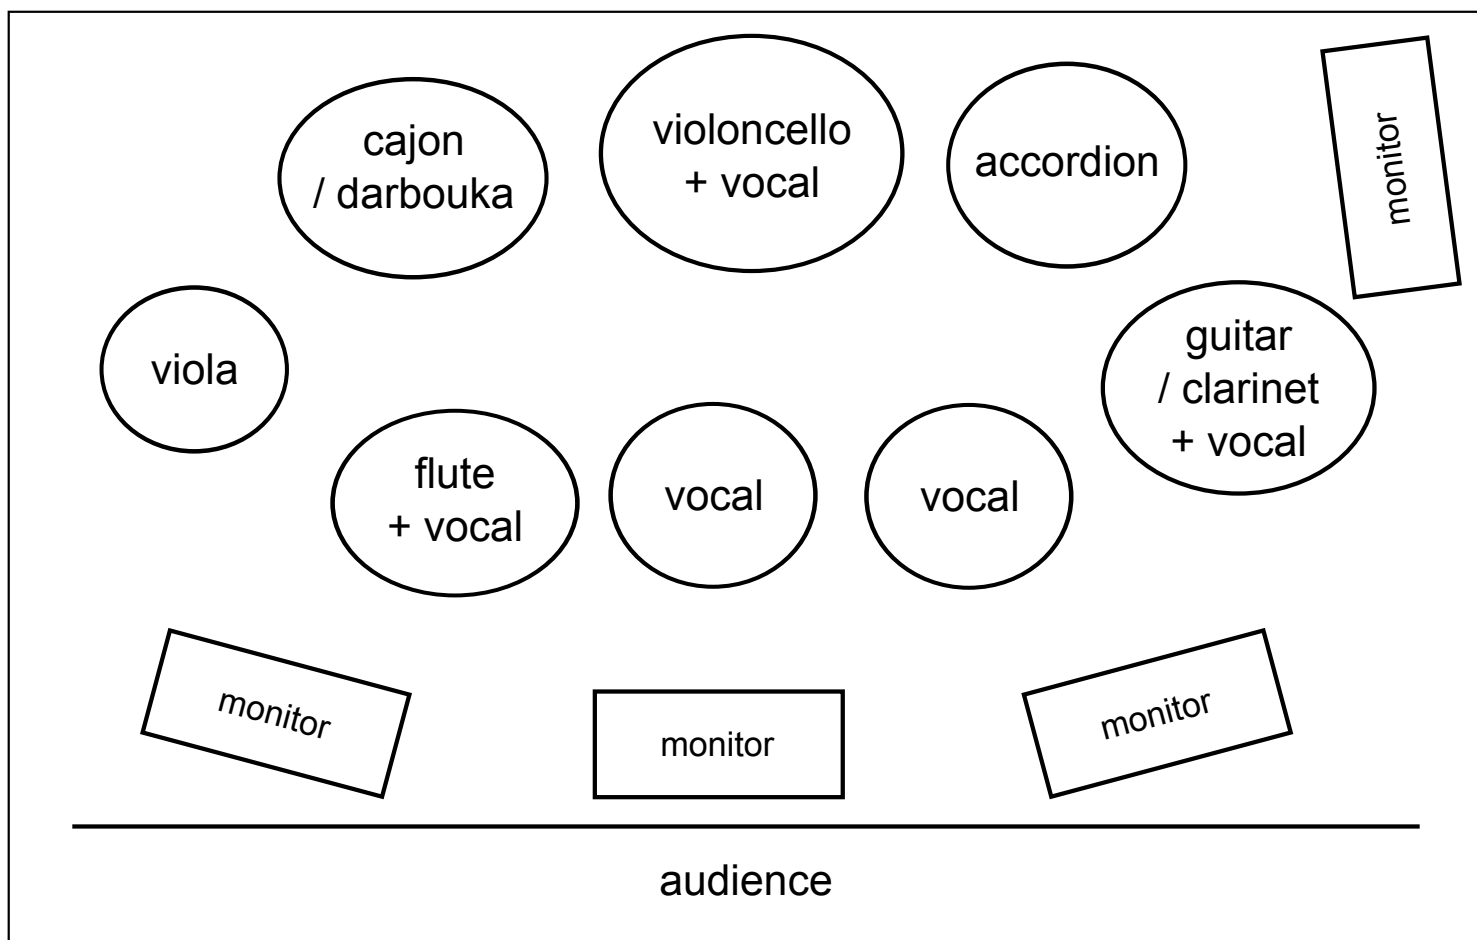 cajon
/ darbouka
violoncello
+ vocal
accordion
monitor
viola
guitar
/ clarinet
+ vocal
flute
+ vocal
vocal
vocal
monitor
monitor
monitor
audience